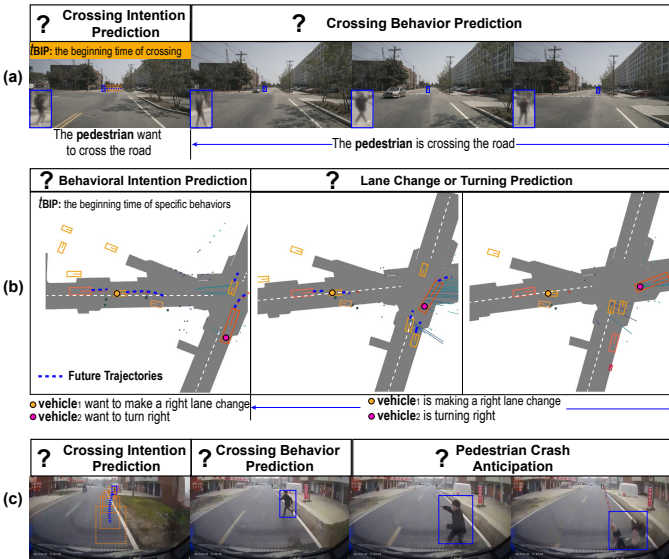 ? Crossing Intention
Prediction
? Crossing Behavior Prediction
tBIP: the beginning time of crossing
(a)
The pedestrian want
to cross the road
The pedestrian is crossing the road
? Behavioral Intention Prediction
? Lane Change or Turning Prediction
tBIP: the beginning time of specific behaviors
(b)
Future Trajectories
vehicle1 want to make a right lane change
vehicle2 want to turn right
vehicle1 is making a right lane change
vehicle2 is turning right
? Crossing Intention
Prediction
? Crossing Behavior
Prediction
? Pedestrian Crash
Anticipation
(c)